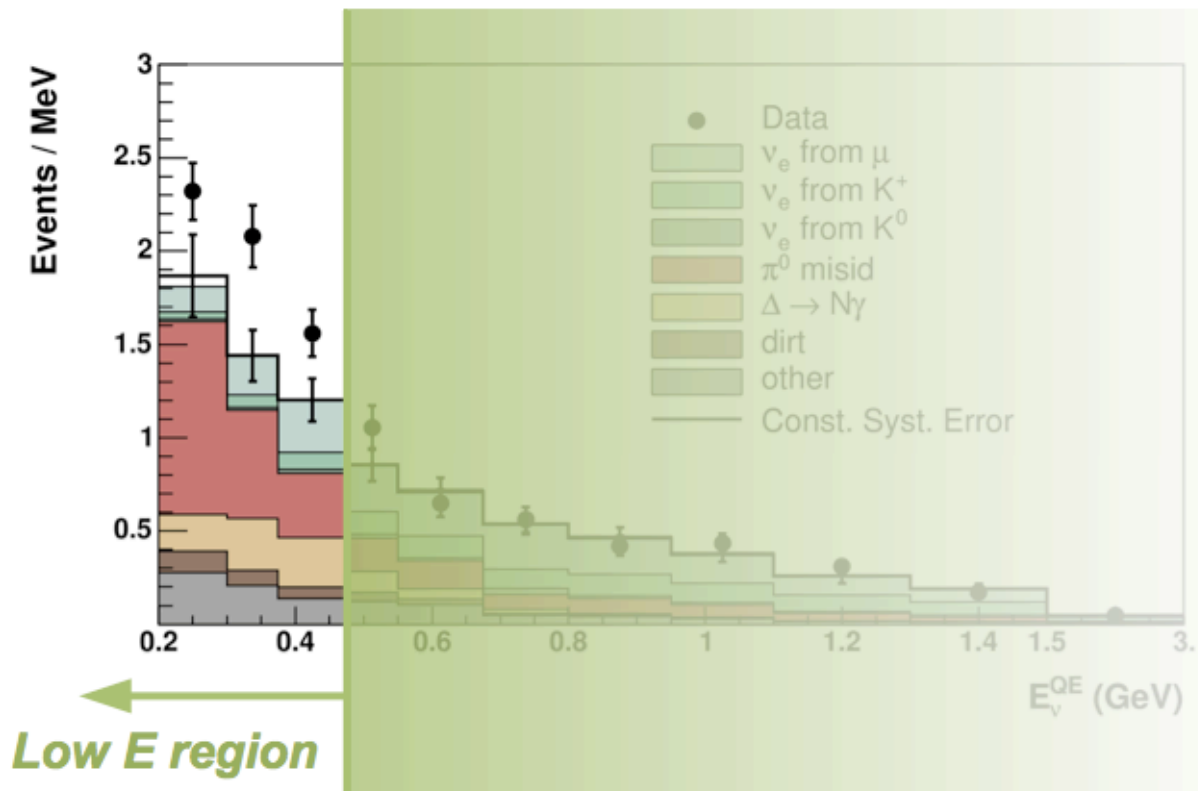 Events / MeV
3
2.5
2
1.5
1
0.5
Data
νe from μ
νe from K+
νe from K0
π0 misid
Δ → Nγ
dirt
other
Const. Syst. Error
0.2 0.4 0.6 0.8 1 1.2 1.4 1.5 3.
EνQE (GeV)
Low E region